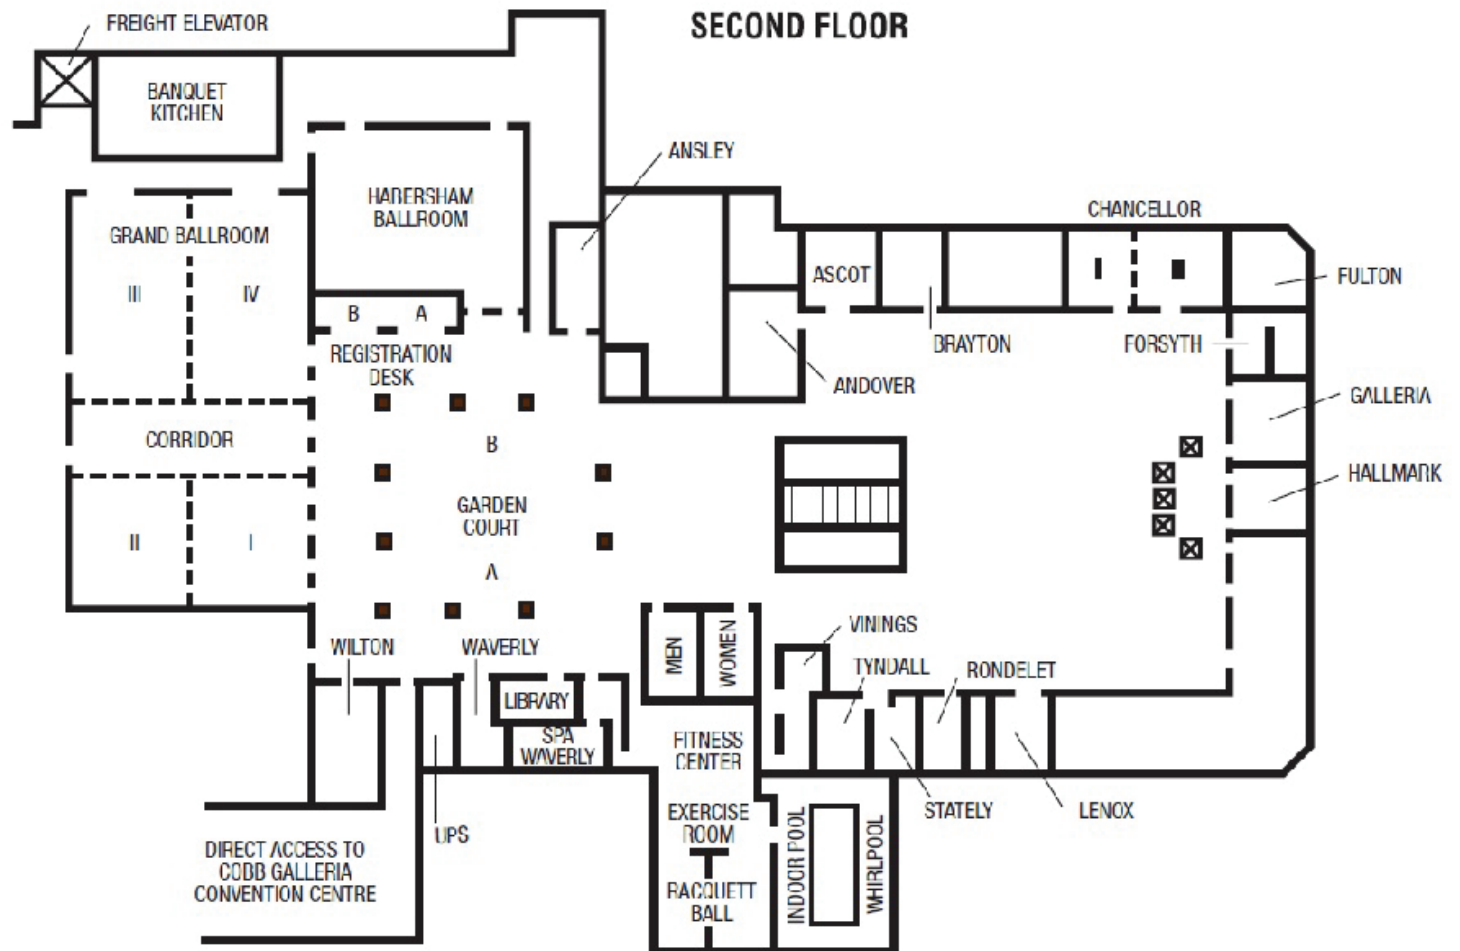 SECOND FLOOR
FREIGHT ELEVATOR
BANQUET
KITCHEN
ANSLEY
HABERSHAM
BALLROOM
CHANCELLOR
GRAND BALLROOM
III
IV
ASCOT
I
II
FULTON
B
A
REGISTRATION
DESK
BRAYTON
FORSYTH
ANDOVER
GALLERIA
CORRIDOR
B
HALLMARK
GARDEN
COURT
II
I
A
WILTON
WAVERLY
MEN
WOMEN
VININGS
TYNDALL
RONDELET
LIBRARY
SPA
WAVERLY
FITNESS
CENTER
STATELY
LENOX
UPS
EXERCISE
ROOM
INDOOR POOL
WHIRLPOOL
DIRECT ACCESS TO
COBB GALLERIA
CONVENTION CENTRE
RACQUETT
BALL